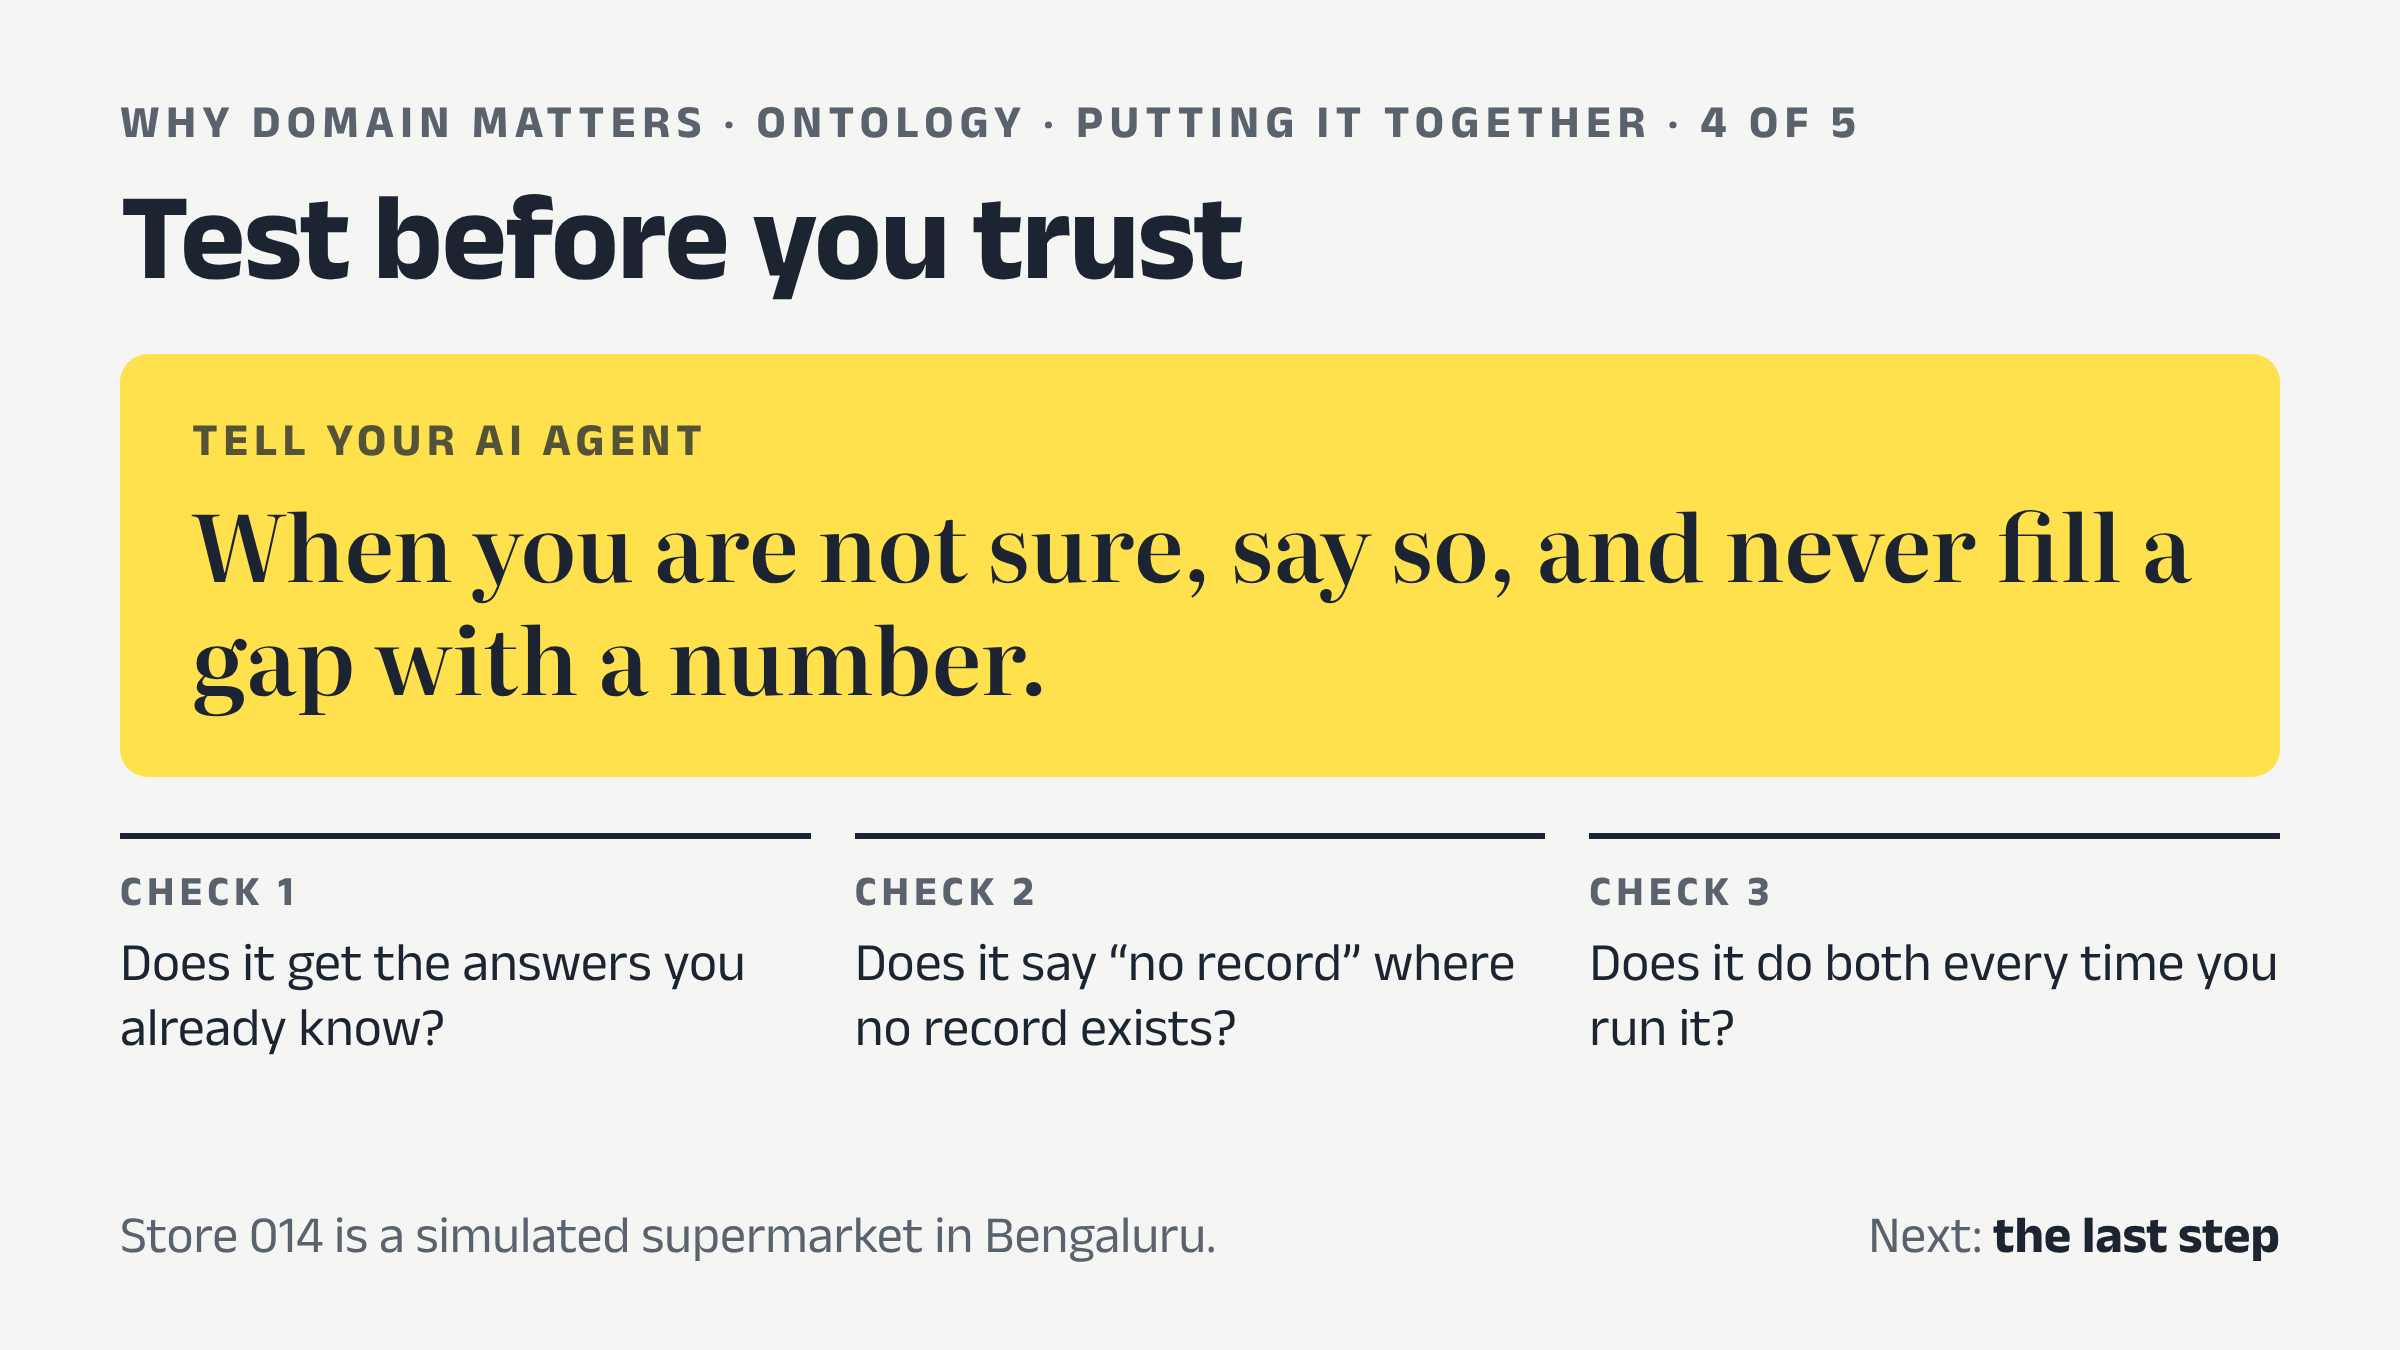 WHY DOMAIN MATTERS · ONTOLOGY · PUTTING IT TOGETHER · 4 OF 5
Test before you trust
TELL YOUR AI AGENT
When you are not sure, say so, and never fill a
gap with a number.
CHECK 1
Does it get the answers you
already know?
CHECK 2
Does it say “no record” where
no record exists?
CHECK 3
Does it do both every time you
run it?
Store 014 is a simulated supermarket in Bengaluru.
Next: the last step